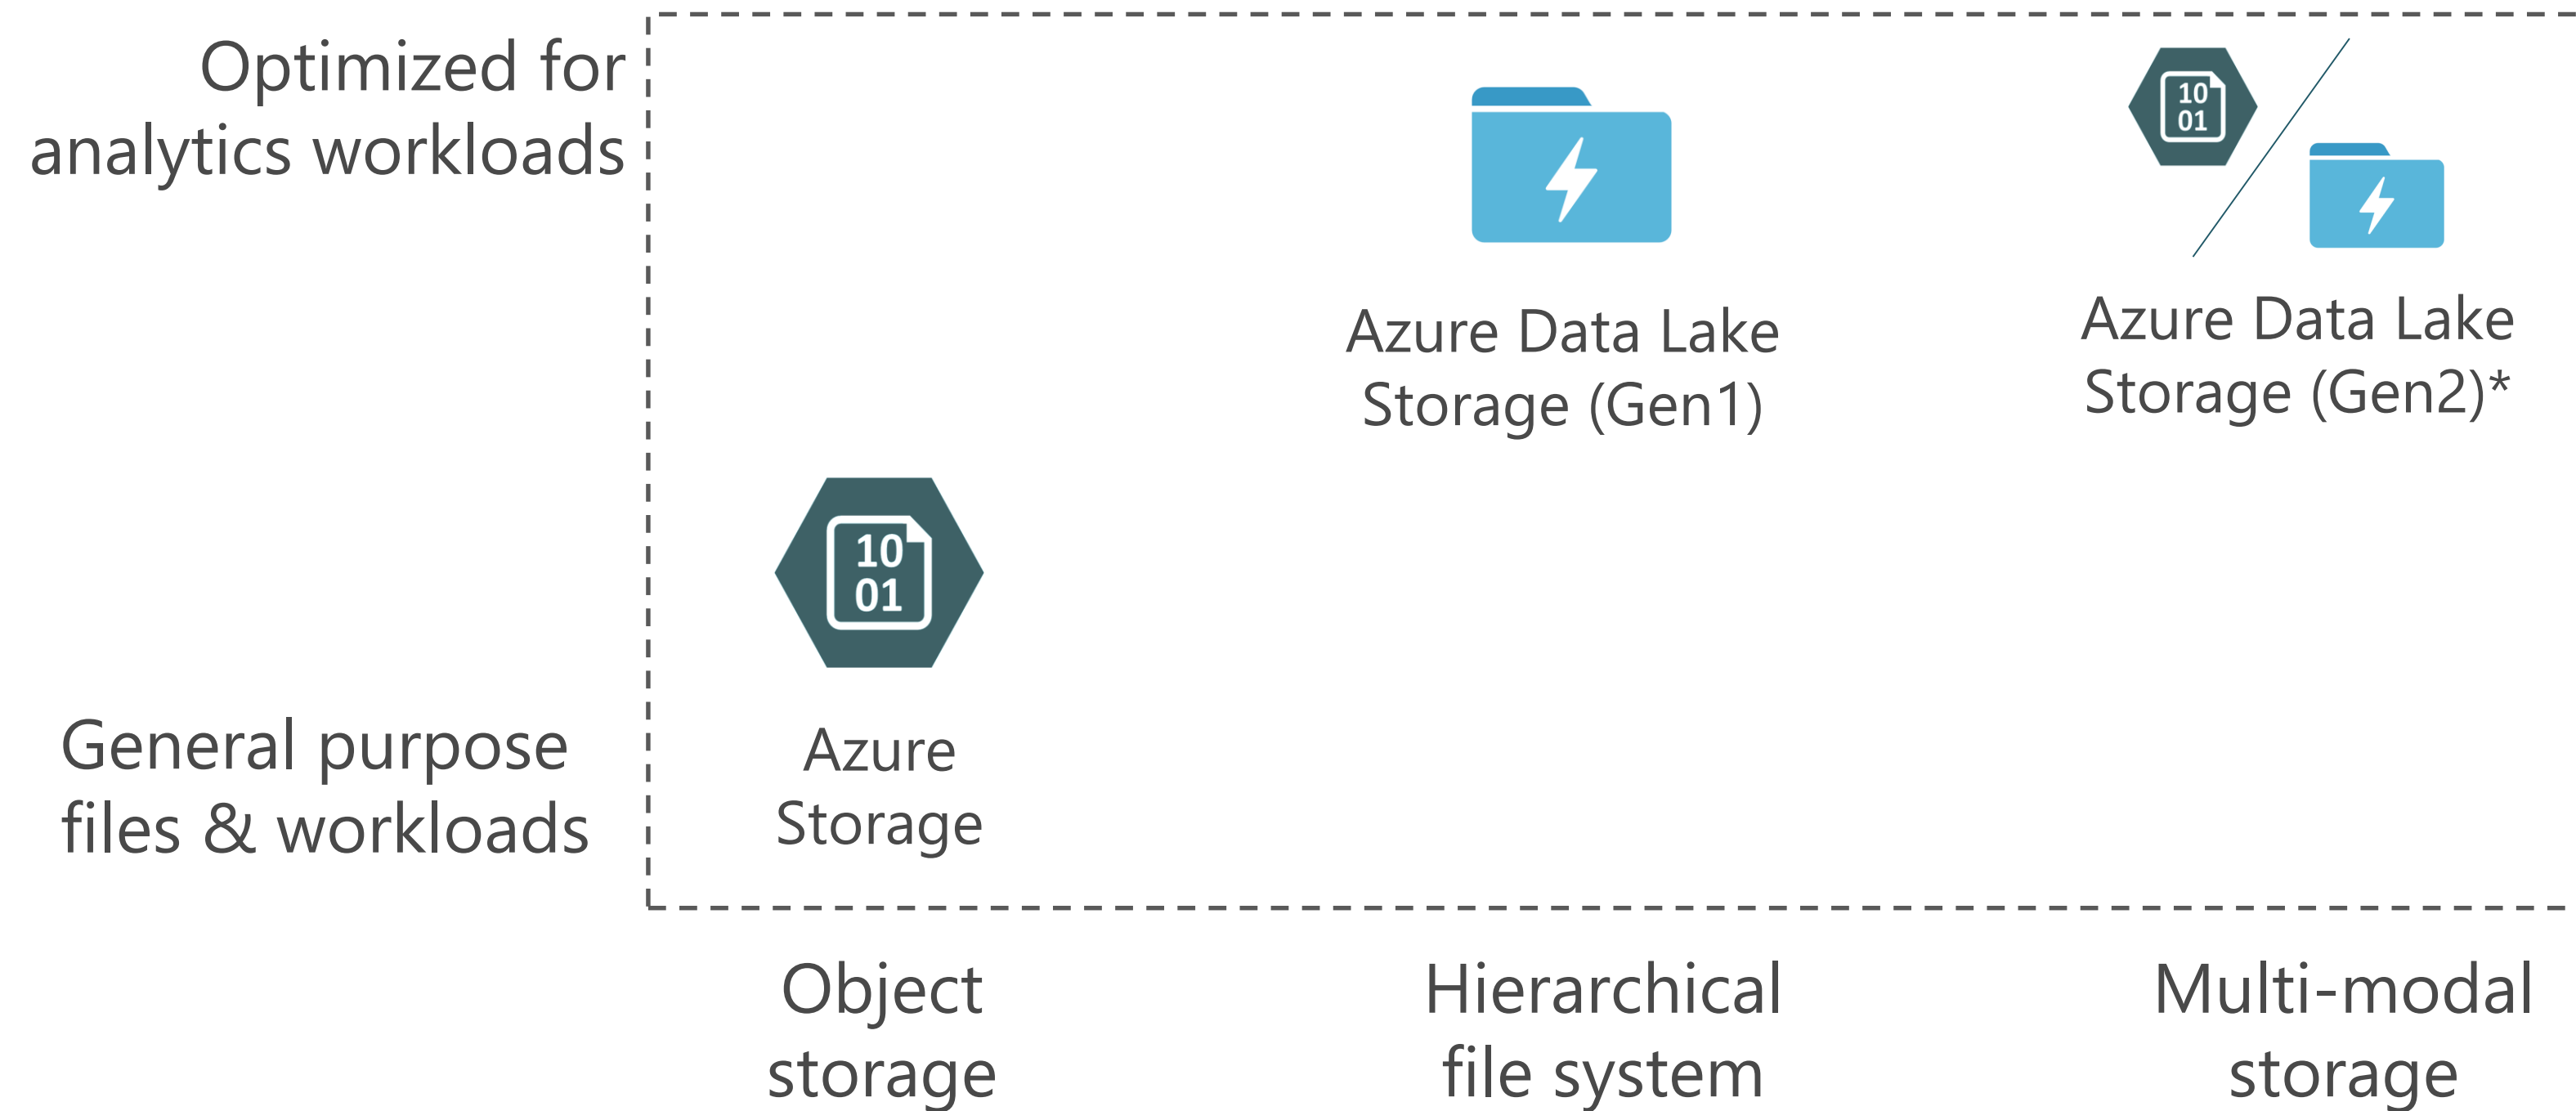 Optimized for
analytics workloads
10
01
Azure Data Lake
Storage (Gen1)
Azure Data Lake
Storage (Gen2)*
10
01
General purpose
files & workloads
Azure
Storage
Object
storage
Hierarchical
file system
Multi-modal
storage